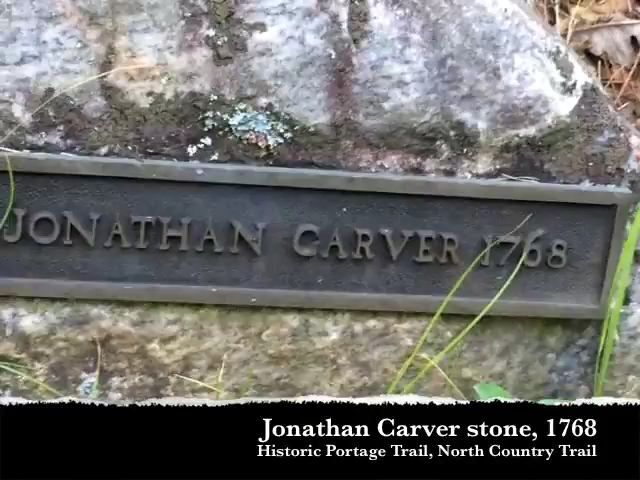 JONATHAN CARVER 1768
Jonathan Carver stone, 1768
Historic Portage Trail, North Country Trail